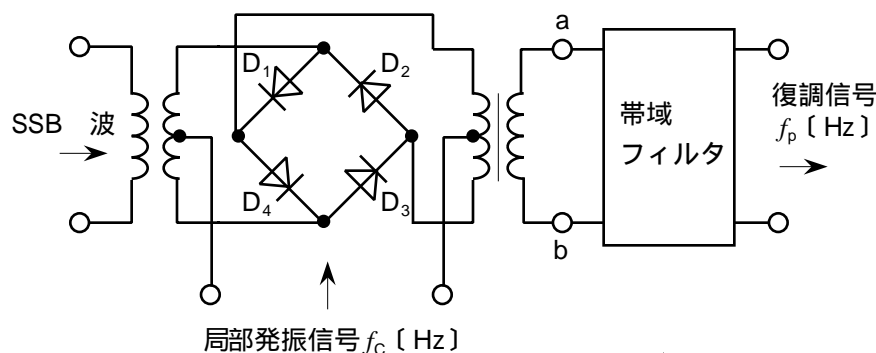 a
D₁ D₂
SSB 波
D₄ D₃
帯域
フィルタ
復調信号
fₚ〔Hz〕
b
局部発振信号 f_C〔Hz〕